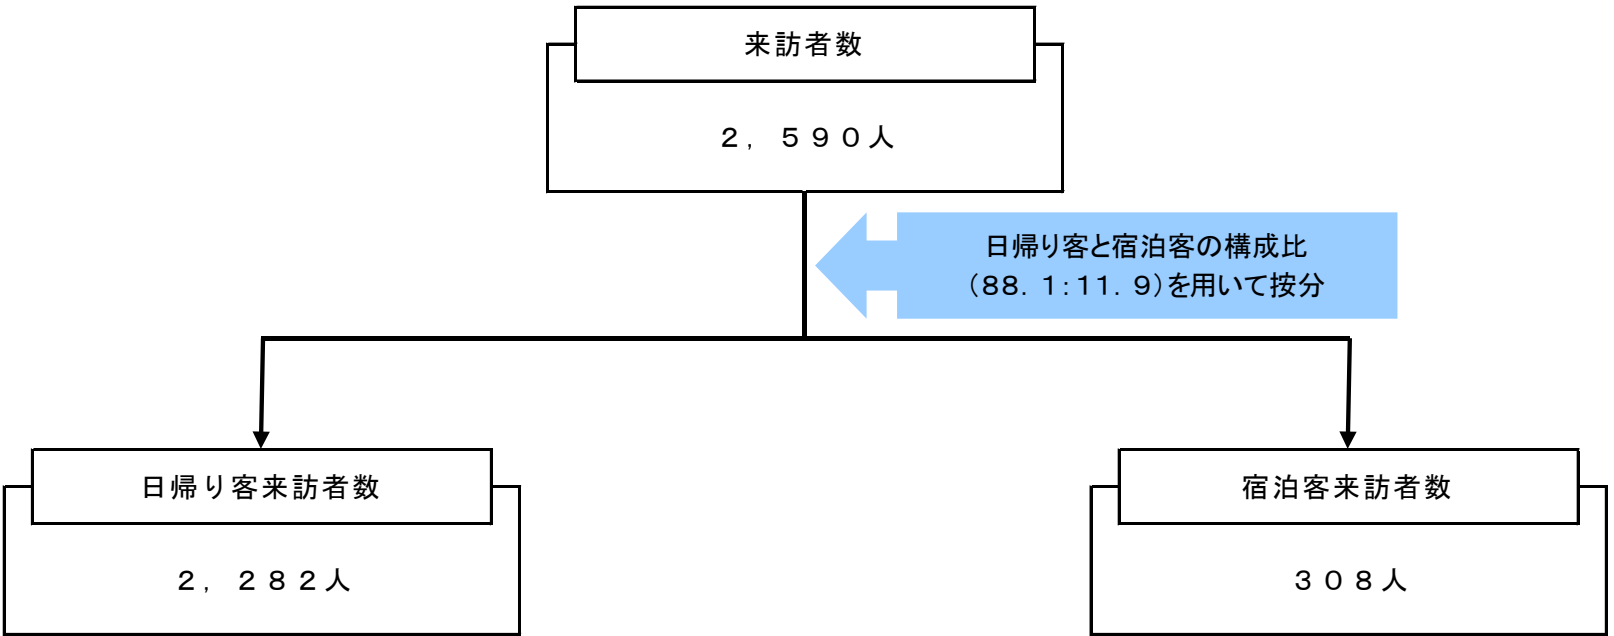 来訪者数
２，５９０人
日帰り客と宿泊客の構成比
（８８．１：１１．９）を用いて按分
日帰り客来訪者数
宿泊客来訪者数
２，２８２人
３０８人